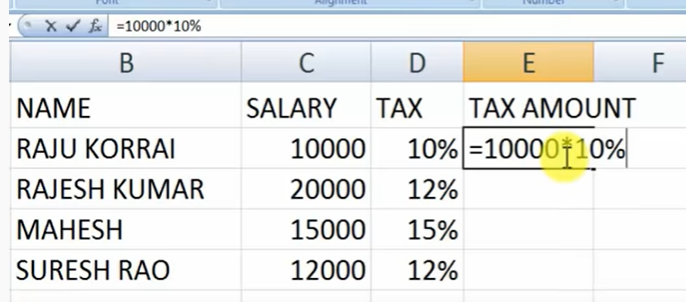 Font Alignment Number
=10000*10%
B C D E F
NAME SALARY TAX TAX AMOUNT
RAJU KORRAI 10000 10% =10000*10%
RAJESH KUMAR 20000 12%
MAHESH 15000 15%
SURESH RAO 12000 12%